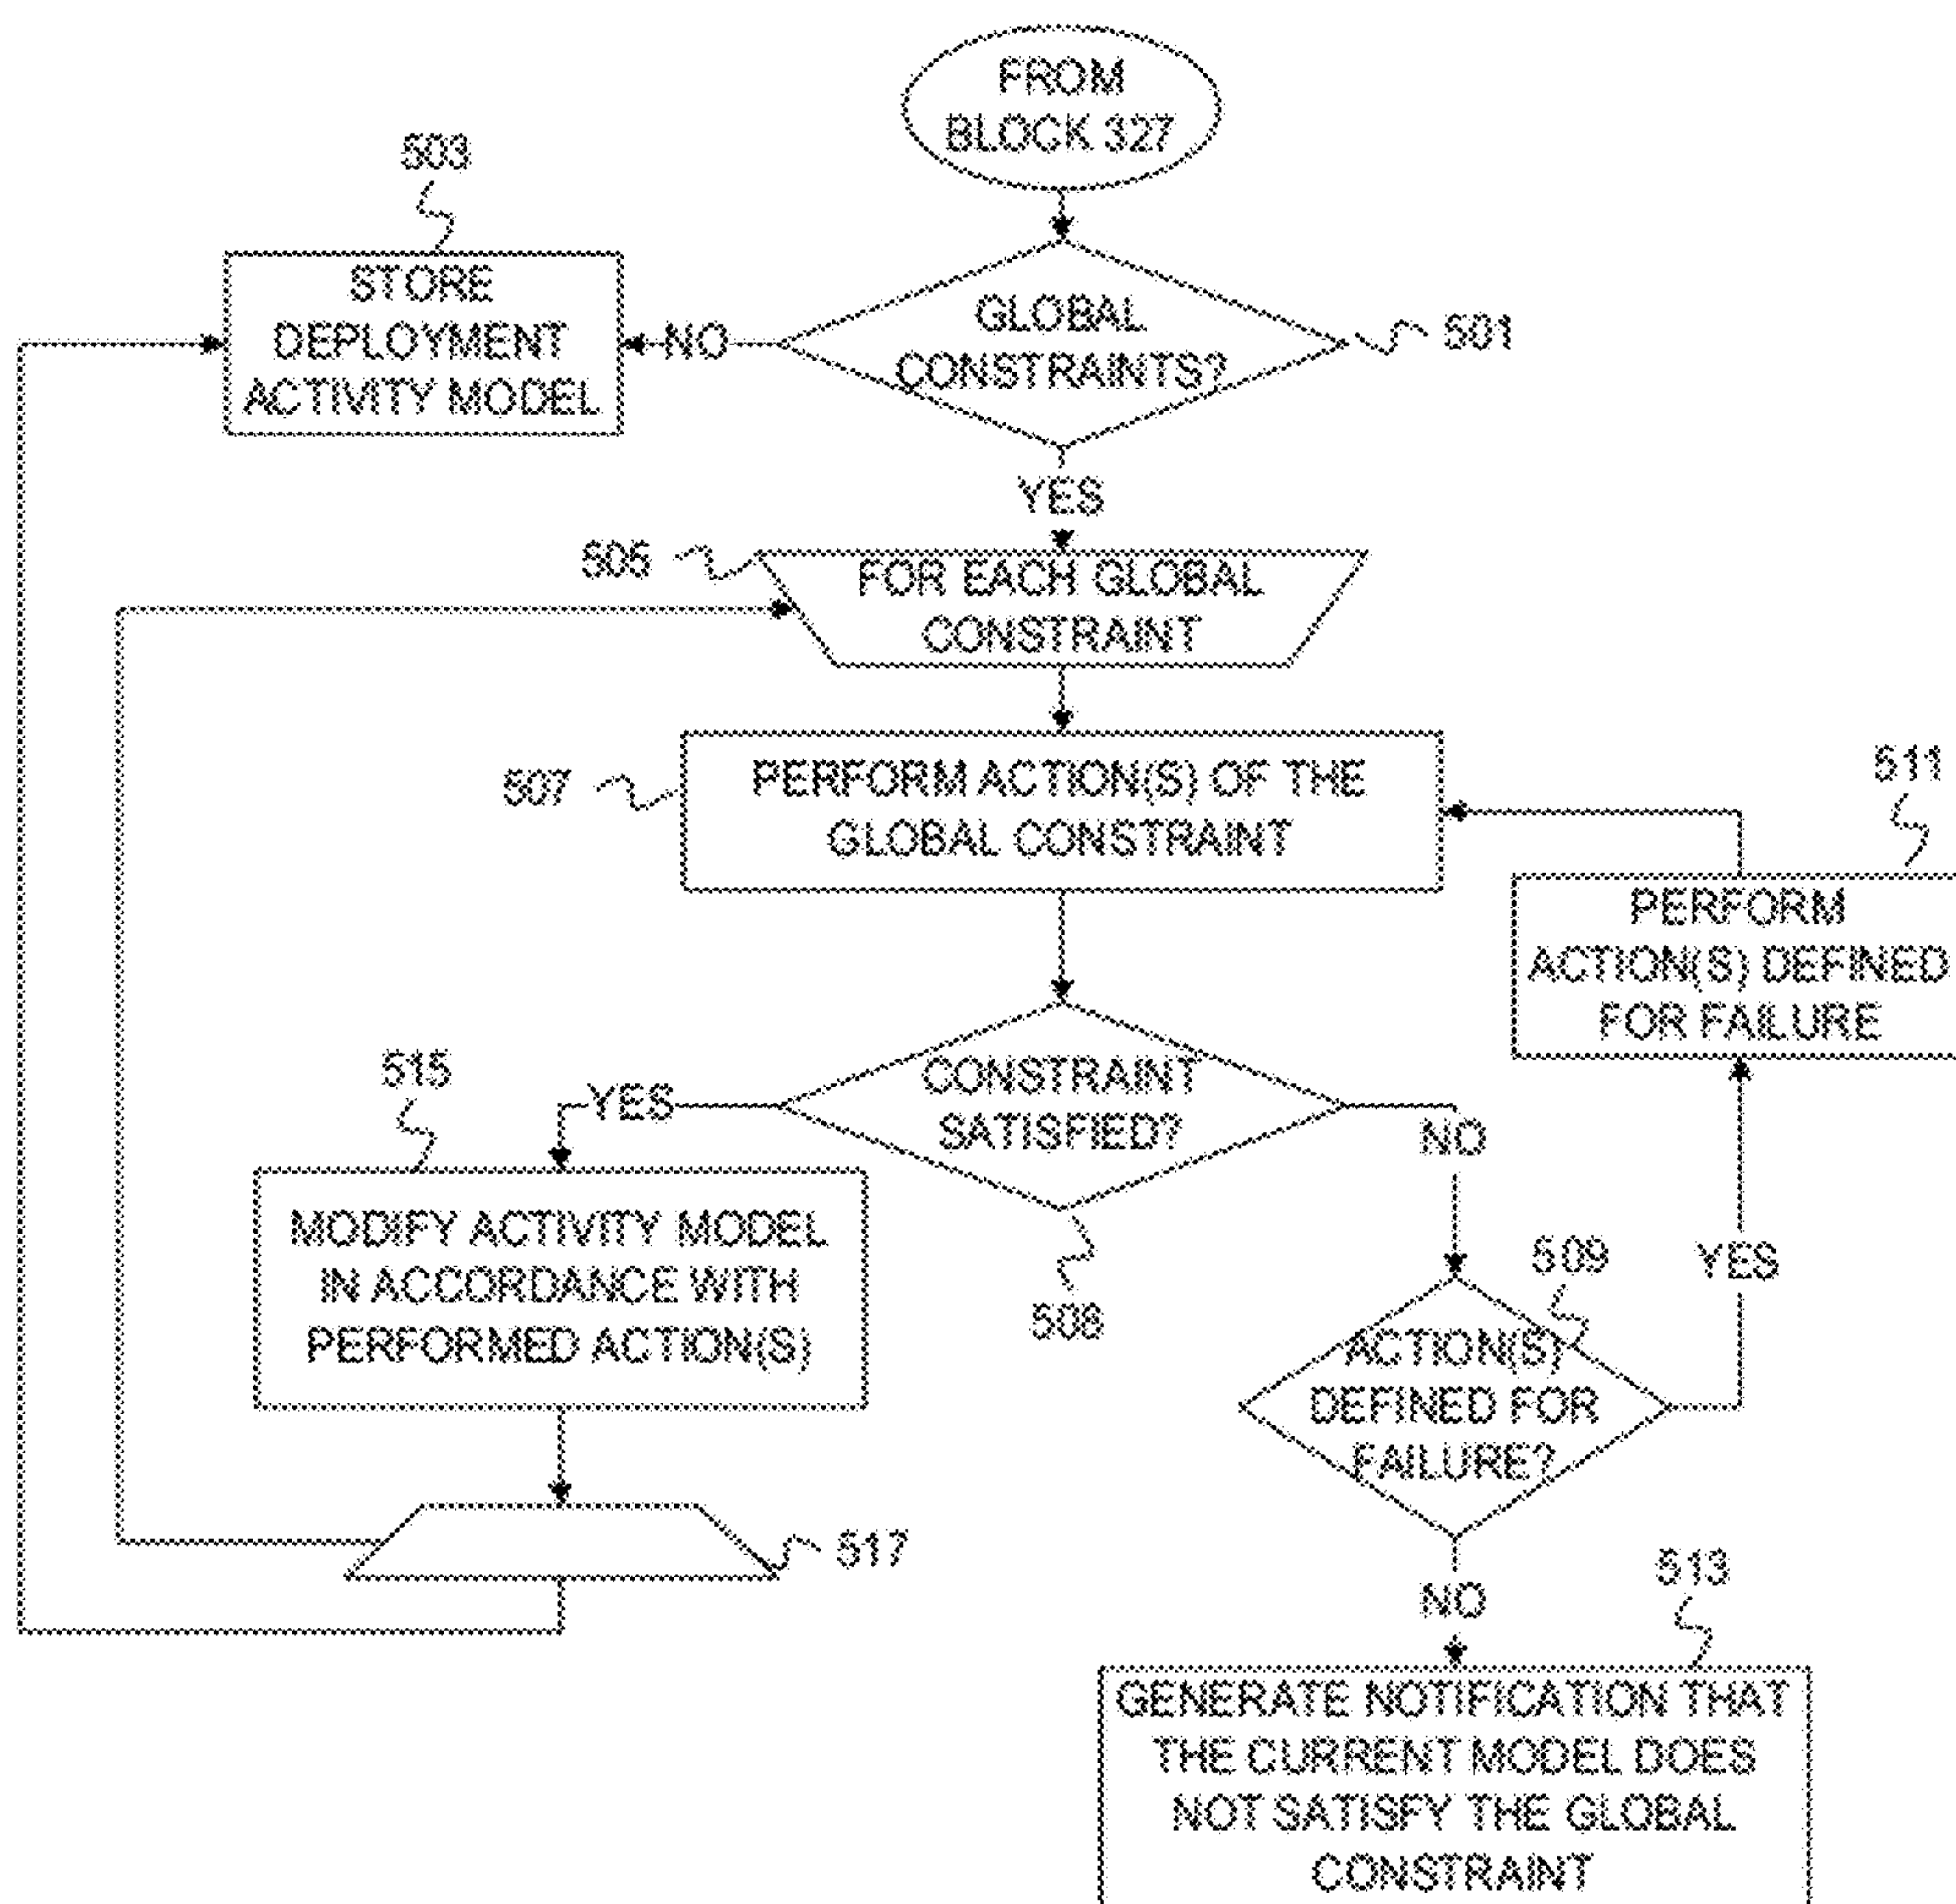 FROM
BLOCK 327
503
STORE
DEPLOYMENT
ACTIVITY MODEL
NO
GLOBAL
CONSTRAINTS?
501
YES
505
FOR EACH GLOBAL
CONSTRAINT
507
PERFORM ACTION(S) OF THE
GLOBAL CONSTRAINT
511
PERFORM
ACTION(S) DEFINED
FOR FAILURE
515
YES
CONSTRAINT
SATISFIED?
NO
508
MODIFY ACTIVITY MODEL
IN ACCORDANCE WITH
PERFORMED ACTION(S)
509
YES
ACTION(S)
DEFINED FOR
FAILURE?
517
NO
513
GENERATE NOTIFICATION THAT
THE CURRENT MODEL DOES
NOT SATISFY THE GLOBAL
CONSTRAINT